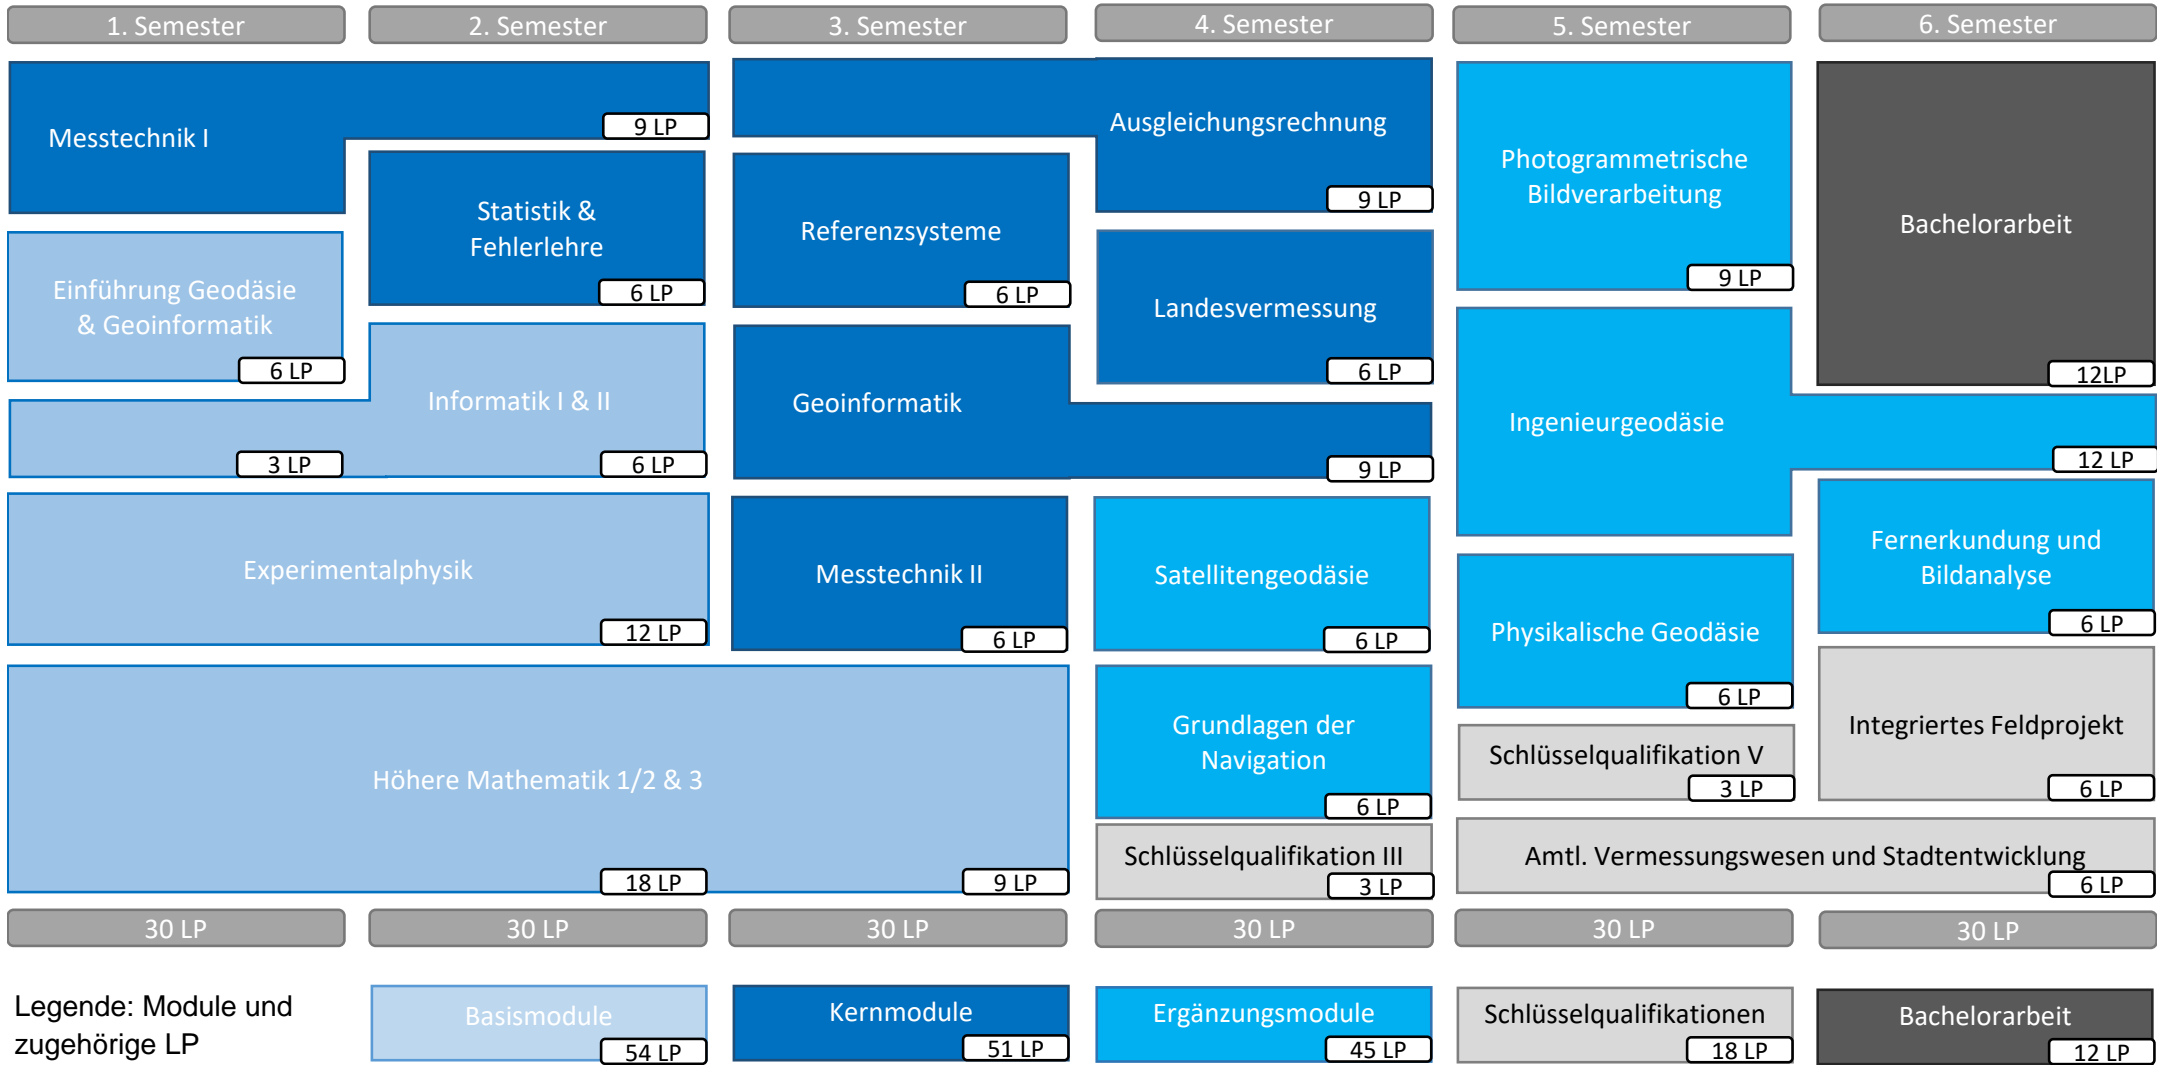 1. Semester
2. Semester
3. Semester
4. Semester
5. Semester
6. Semester
Messtechnik I
9 LP
Einführung Geodäsie
& Geoinformatik
6 LP
Statistik &
Fehlerlehre
6 LP
Informatik I & II
3 LP
6 LP
Experimentalphysik
12 LP
Höhere Mathematik 1/2 & 3
18 LP
9 LP
Ausgleichungsrechnung
9 LP
Referenzsysteme
6 LP
Geoinformatik
9 LP
Messtechnik II
6 LP
Landesvermessung
6 LP
Satellitengeodäsie
6 LP
Grundlagen der
Navigation
6 LP
Schlüsselqualifikation III
3 LP
Photogrammetrische
Bildverarbeitung
9 LP
Ingenieurgeodäsie
12 LP
Physikalische Geodäsie
6 LP
Schlüsselqualifikation V
3 LP
Amtl. Vermessungswesen und Stadtentwicklung
6 LP
Bachelorarbeit
12LP
Fernerkundung und
Bildanalyse
6 LP
Integriertes Feldprojekt
6 LP
30 LP
30 LP
30 LP
30 LP
30 LP
30 LP
Legende: Module und
zugehörige LP
Basismodule
54 LP
Kernmodule
51 LP
Ergänzungsmodule
45 LP
Schlüsselqualifikationen
18 LP
Bachelorarbeit
12 LP